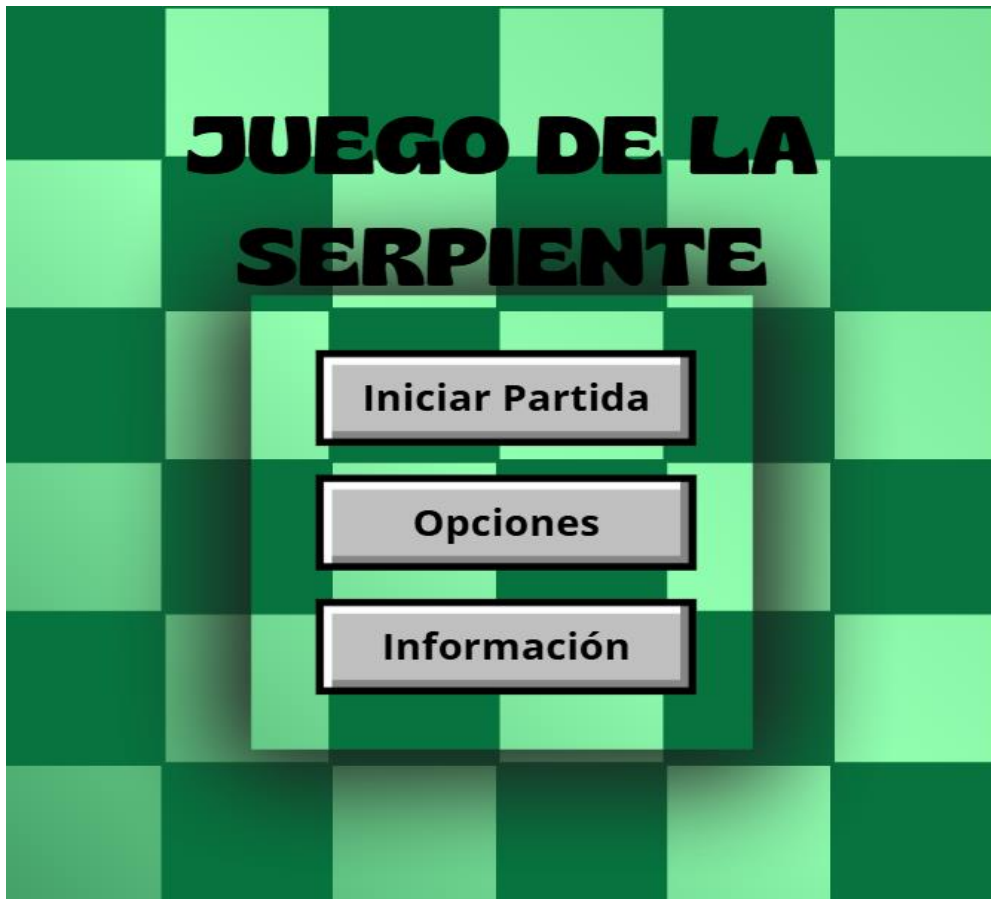 JUEGO DE LA
SERPIENTE
Iniciar Partida
Opciones
Información